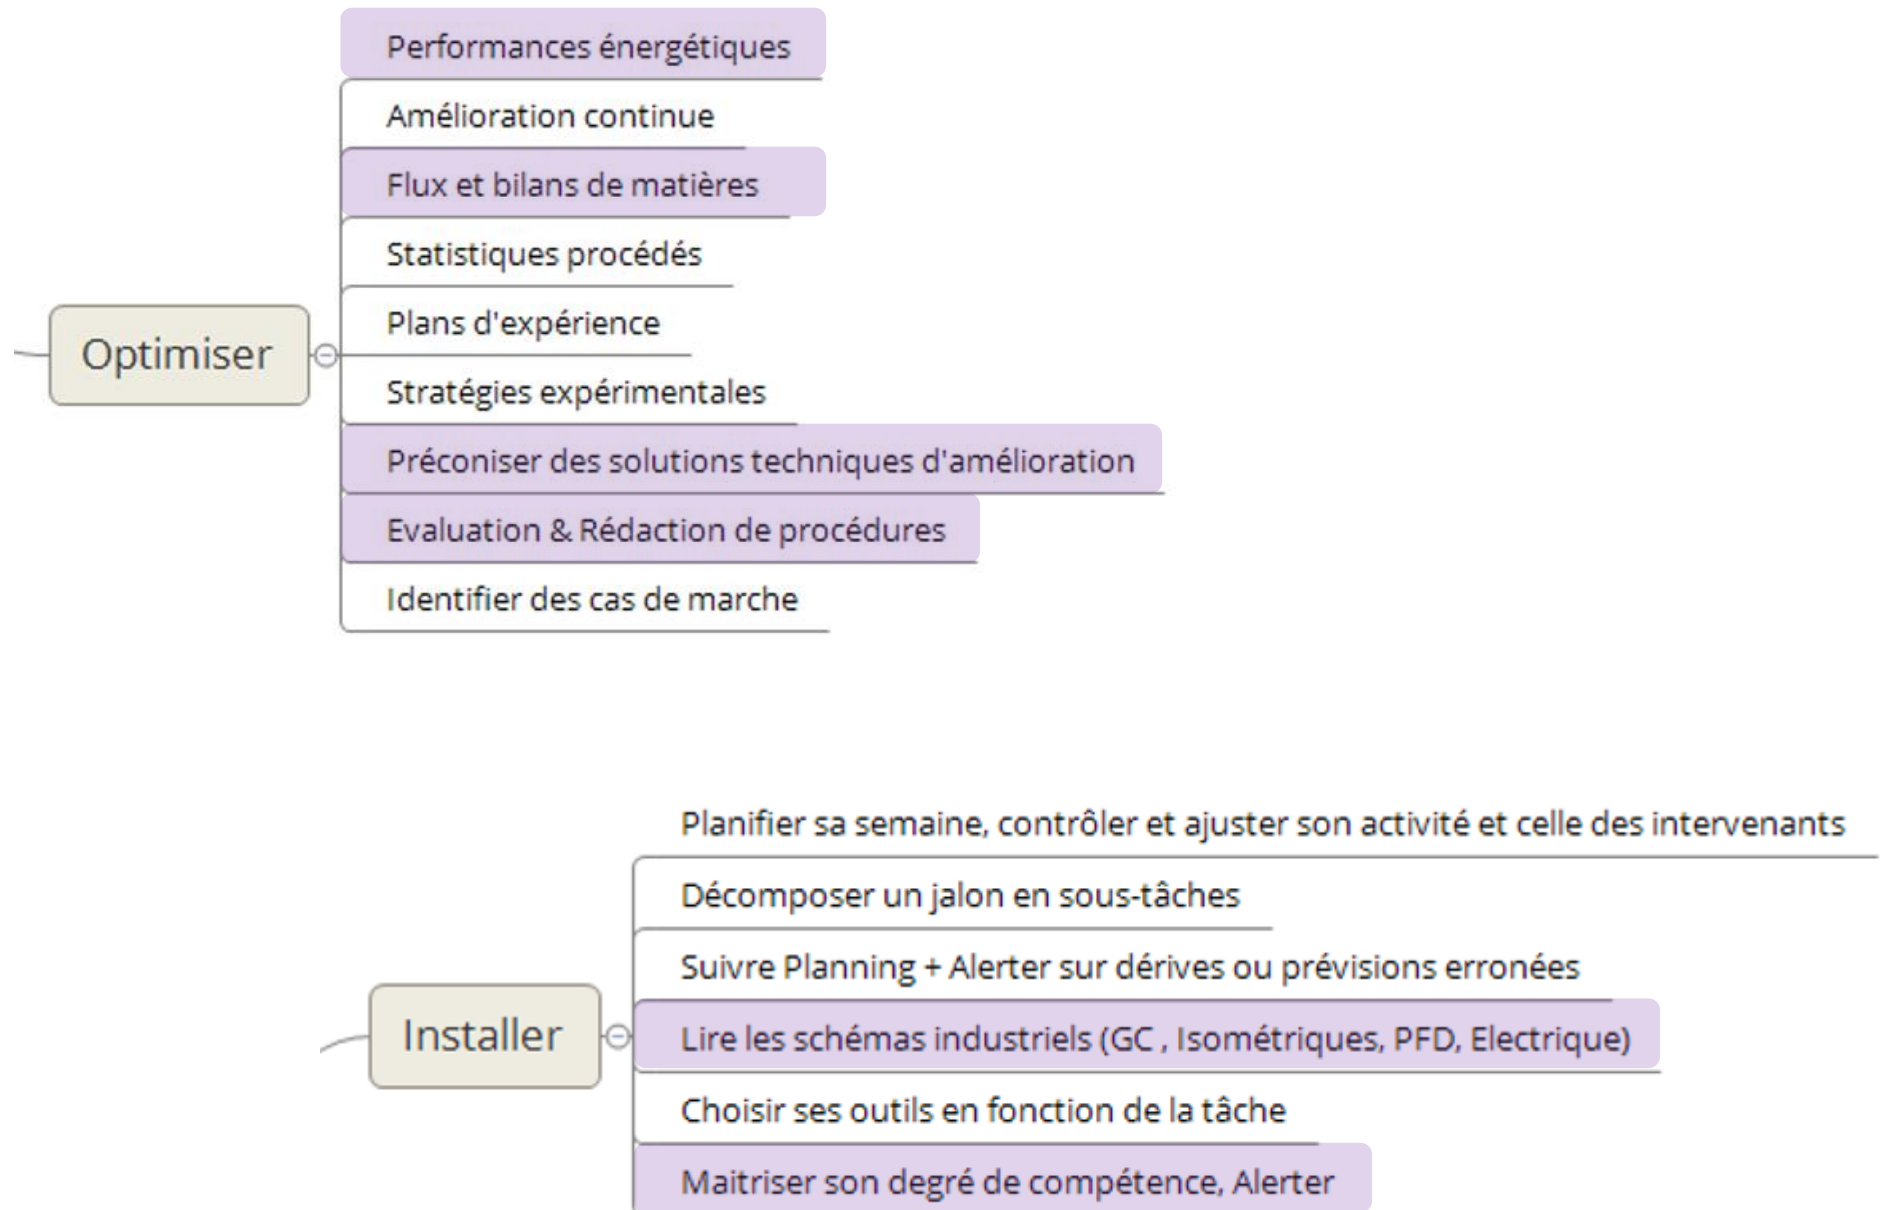 Performances énergétiques
Amélioration continue
Flux et bilans de matières
Statistiques procédés
Plans d'expérience
Optimiser
Stratégies expérimentales
Préconiser des solutions techniques d'amélioration
Evaluation & Rédaction de procédures
Identifier des cas de marche
Planifier sa semaine, contrôler et ajuster son activité et celle des intervenants
Décomposer un jalon en sous-tâches
Suivre Planning + Alerter sur dérives ou prévisions erronées
Installer
Lire les schémas industriels (GC , Isométriques, PFD, Electrique)
Choisir ses outils en fonction de la tâche
Maitriser son degré de compétence, Alerter